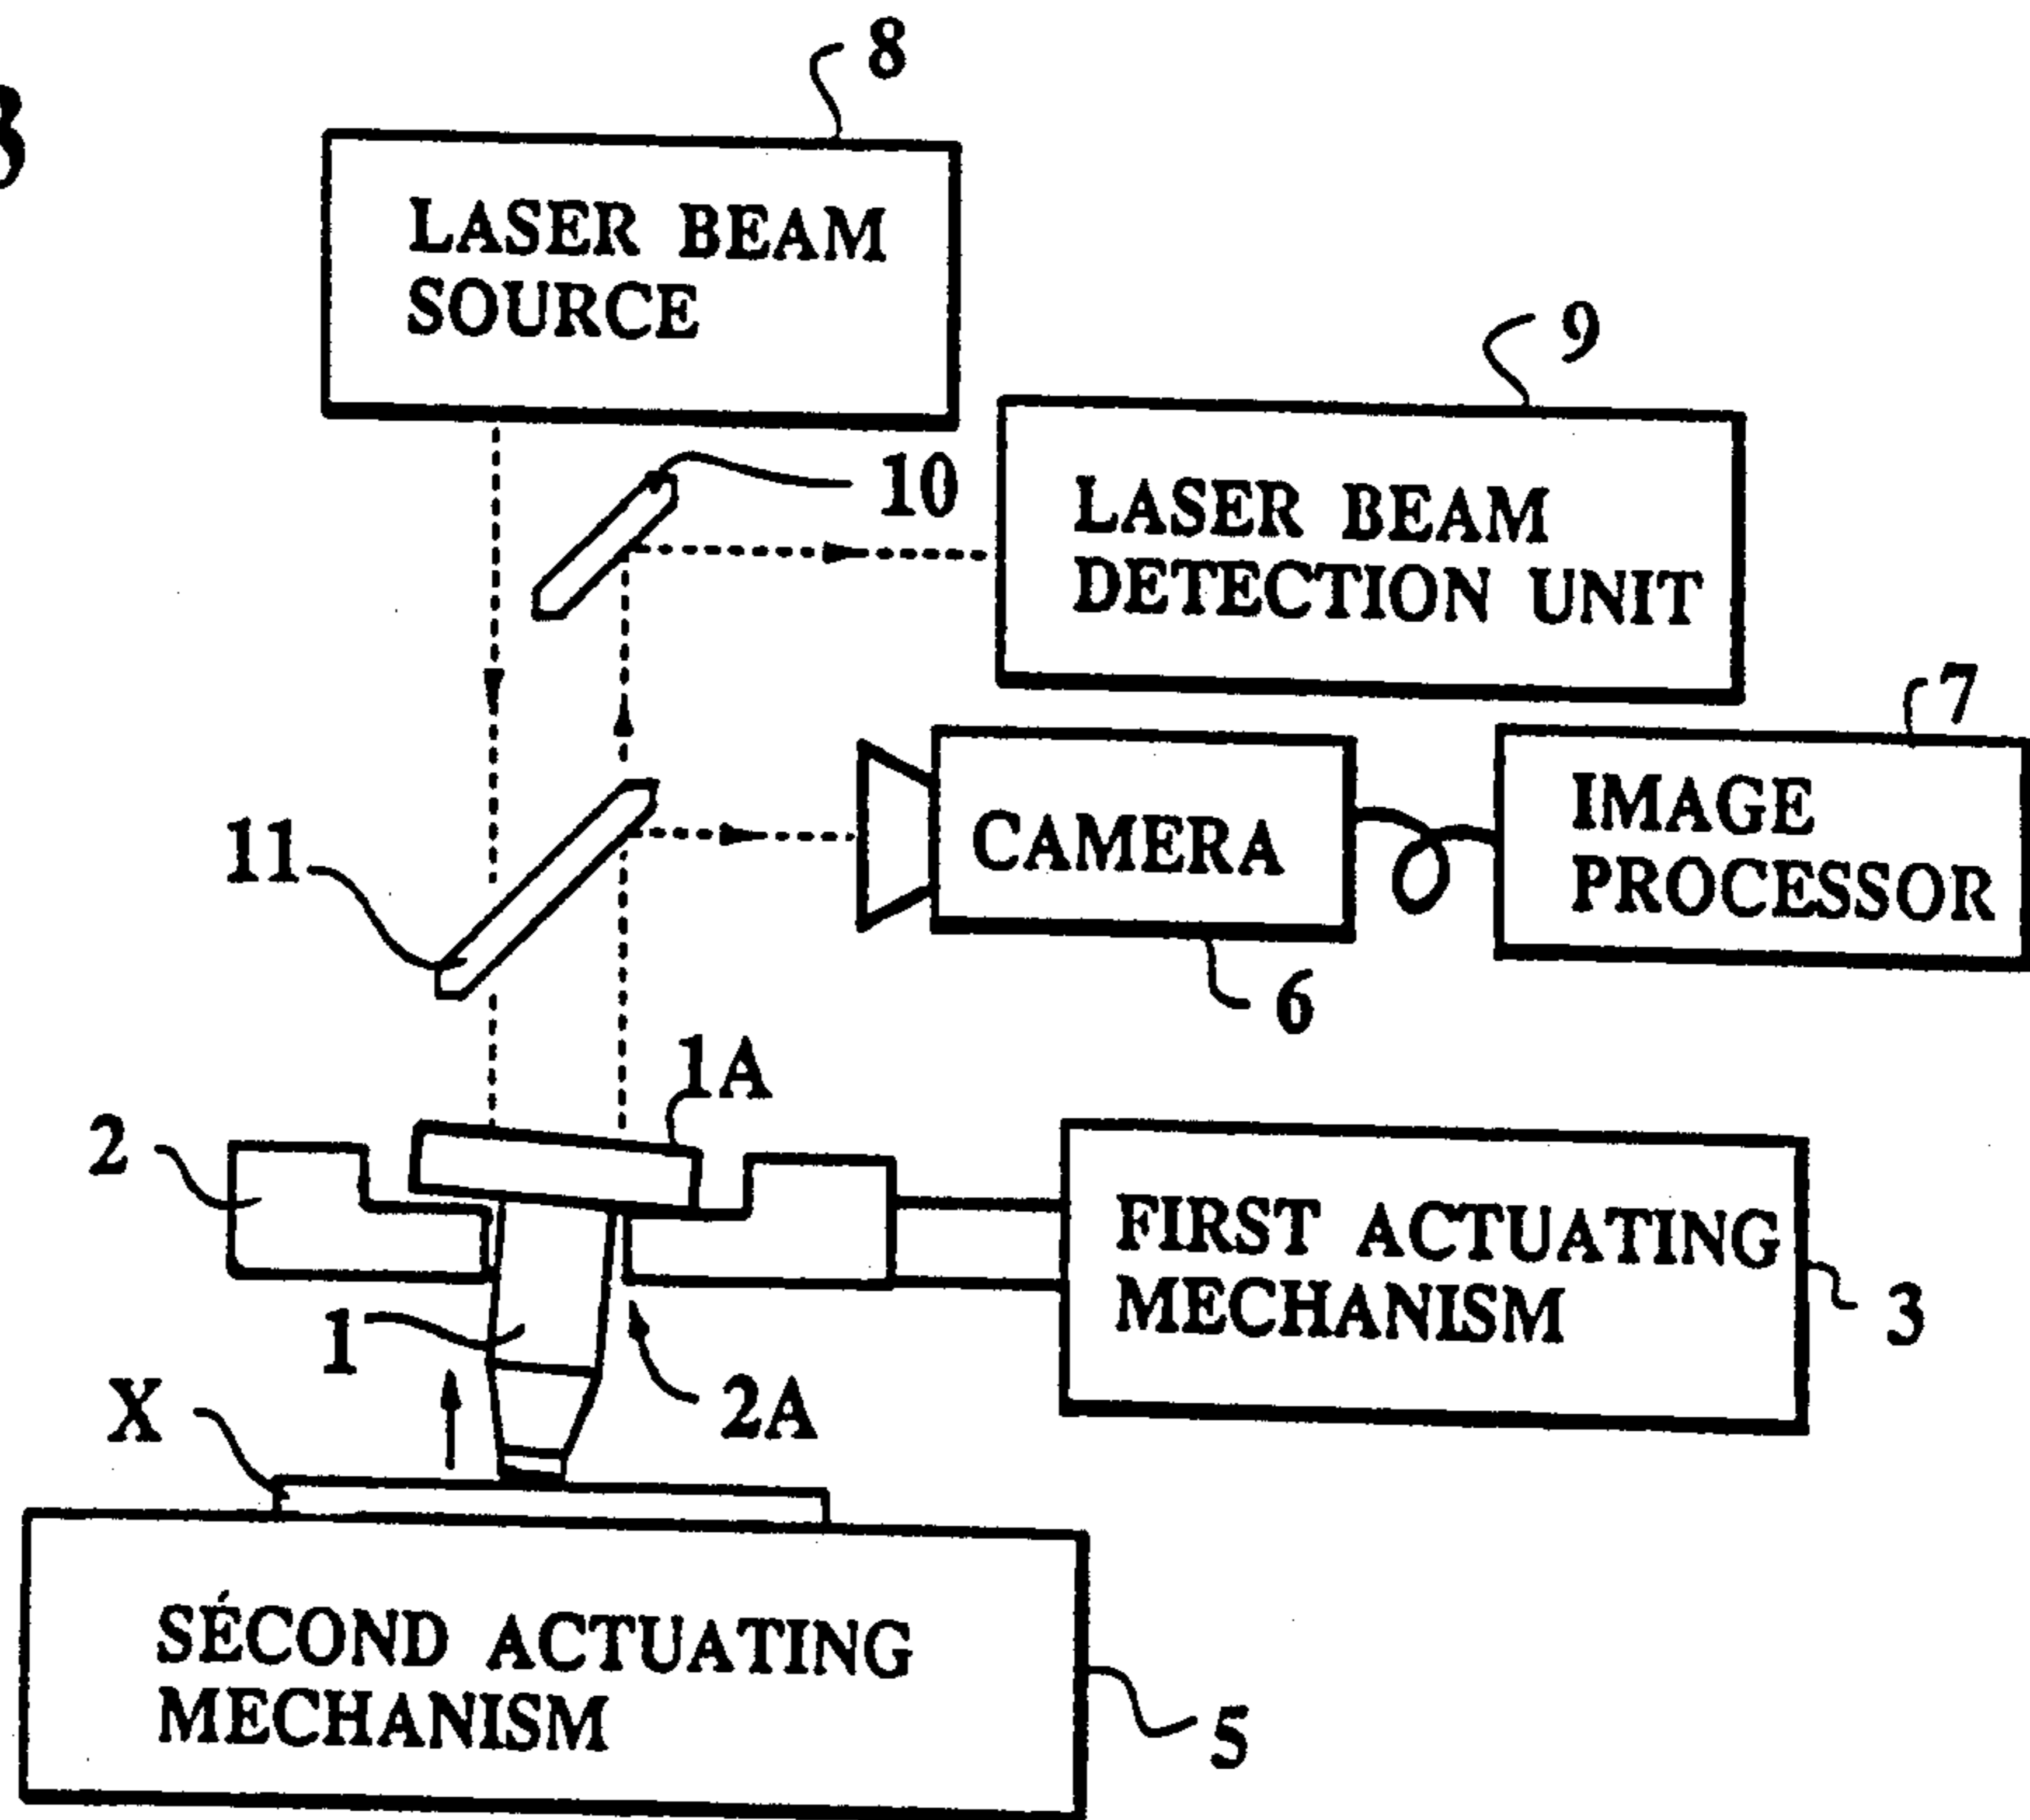 8
LASER BEAM
SOURCE
9
10
LASER BEAM
DETECTION UNIT
7
CAMERA
IMAGE
PROCESSOR
11
6
1A
2
FIRST ACTUATING
MECHANISM
3
1
2A
X
SÉCOND ACTUATING
MECHANISM
5